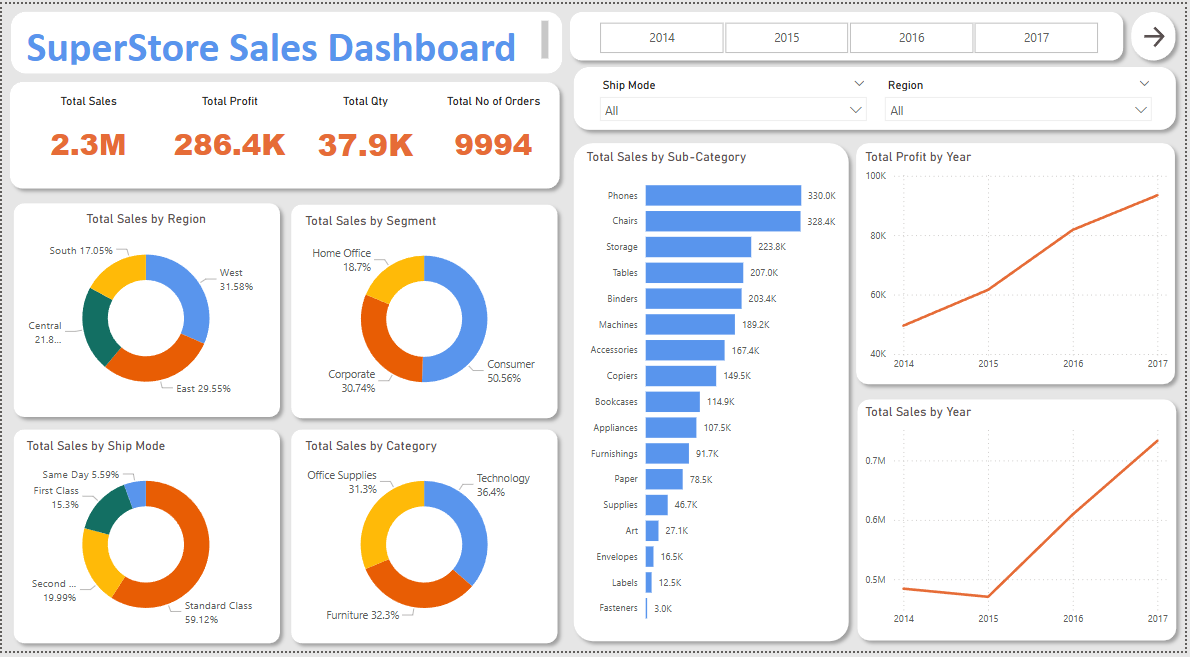 SuperStore Sales Dashboard
2014
2015
2016
2017
Ship Mode
All
Region
All
Total Sales
2.3M
Total Profit
286.4K
Total Qty
37.9K
Total No of Orders
9994
Total Sales by Region
South 17.05%
West
31.58%
Central
21.8...
East 29.55%
Total Sales by Segment
Home Office
18.7%
Corporate
30.74%
Consumer
50.56%
Total Sales by Ship Mode
Same Day 5.59%
First Class
15.3%
Second ...
19.99%
Standard Class
59.12%
Total Sales by Category
Office Supplies
31.3%
Technology
36.4%
Furniture 32.3%
Total Sales by Sub-Category
Phones 330.0K
Chairs 328.4K
Storage 223.8K
Tables 207.0K
Binders 203.4K
Machines 189.2K
Accessories 167.4K
Copiers 149.5K
Bookcases 114.9K
Appliances 107.5K
Furnishings 91.7K
Paper 78.5K
Supplies 46.7K
Art 27.1K
Envelopes 16.5K
Labels 12.5K
Fasteners 3.0K
Total Profit by Year
100K
80K
60K
40K
2014 2015 2016 2017
Total Sales by Year
0.7M
0.6M
0.5M
2014 2015 2016 2017